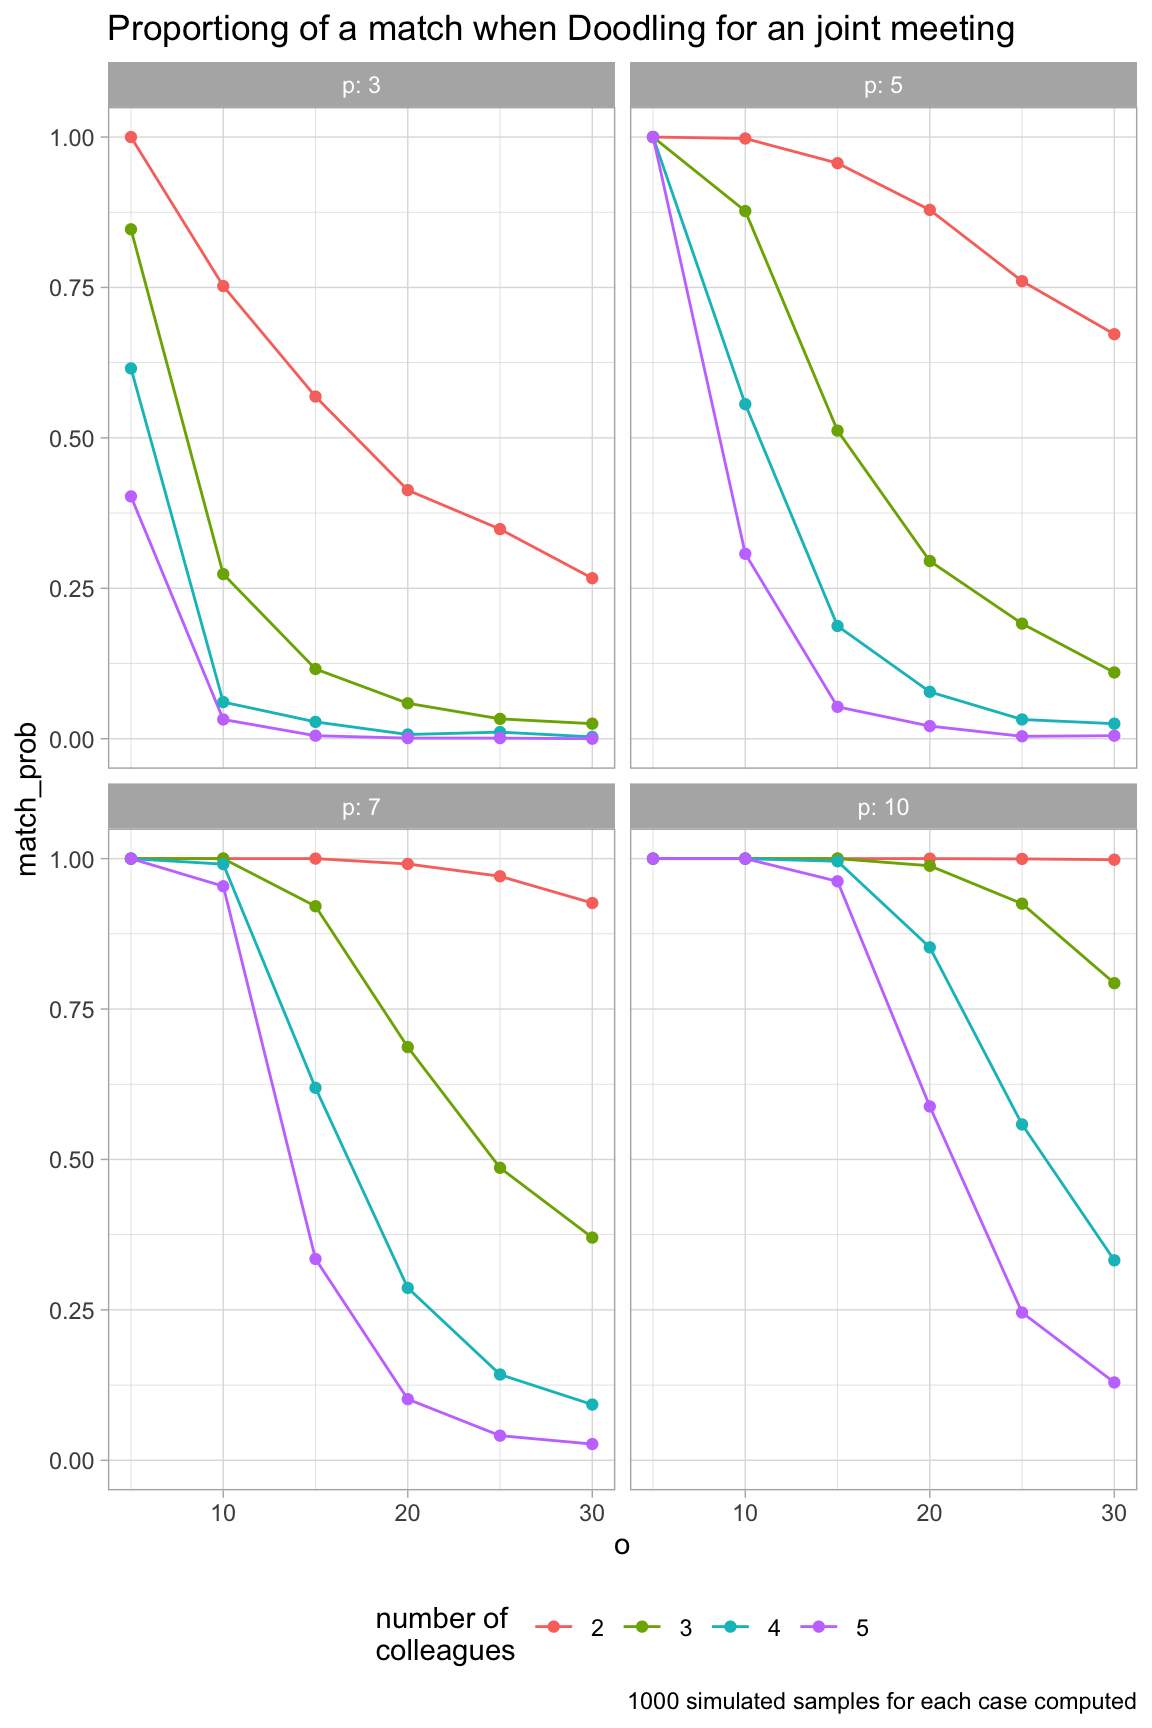 Proportiong of a match when Doodling for an joint meeting
p: 3
p: 5
1.00
0.75
0.50
0.25
0.00
match_prob
p: 7
p: 10
1.00
0.75
0.50
0.25
0.00
10 20 30 10 20 30
o
number of
colleagues
2 3 4 5
1000 simulated samples for each case computed